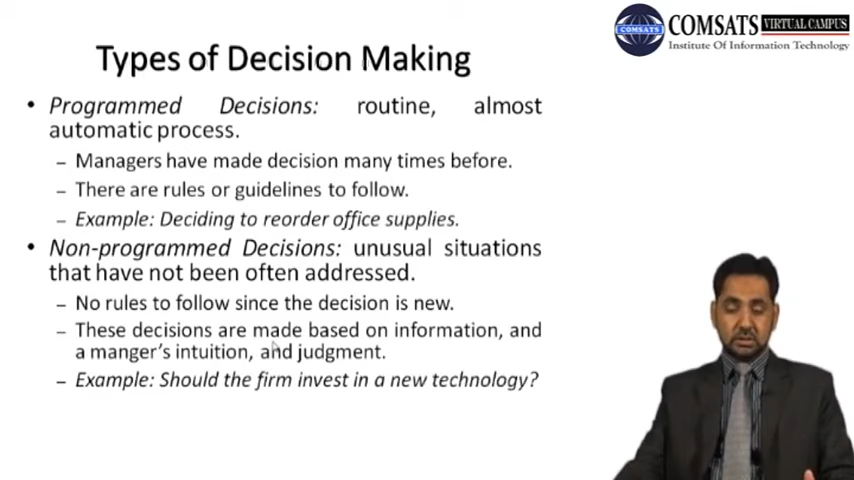 COMSATS VIRTUAL CAMPUS
COMSATS
Institute Of Information Technology
Types of Decision Making
• Programmed Decisions: routine, almost
automatic process.
– Managers have made decision many times before.
– There are rules or guidelines to follow.
– Example: Deciding to reorder office supplies.
• Non-programmed Decisions: unusual situations
that have not been often addressed.
– No rules to follow since the decision is new.
– These decisions are made based on information, and
a manger's intuition, and judgment.
– Example: Should the firm invest in a new technology?